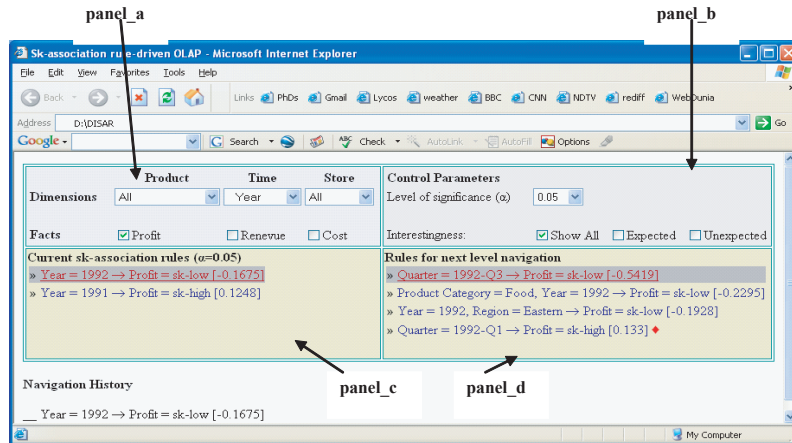 panel_a
panel_b
Sk-association rule-driven OLAP - Microsoft Internet Explorer
File Edit View Favorites Tools Help
Back Links PhDs Gmail Lycos weather BBC CNN NDTV rediff WebDunia
Address D:\DISAR Go
Google Search Check AutoLink AutoFill Options
Product Time Store
Dimensions All Year All
Facts Profit Renevue Cost
Control Parameters
Level of significance (α) 0.05
Interestingness: Show All Expected Unexpected
Current sk-association rules (α=0.05)
» Year = 1992 → Profit = sk-low [-0.1675]
» Year = 1991 → Profit = sk-high [0.1248]
Rules for next level navigation
» Quarter = 1992-Q3 → Profit = sk-low [-0.5419]
» Product Category = Food, Year = 1992 → Profit = sk-low [-0.2295]
» Year = 1992, Region = Eastern → Profit = sk-low [-0.1928]
» Quarter = 1992-Q1 → Profit = sk-high [0.133]
panel_c
panel_d
Navigation History
__ Year = 1992 → Profit = sk-low [-0.1675]
My Computer